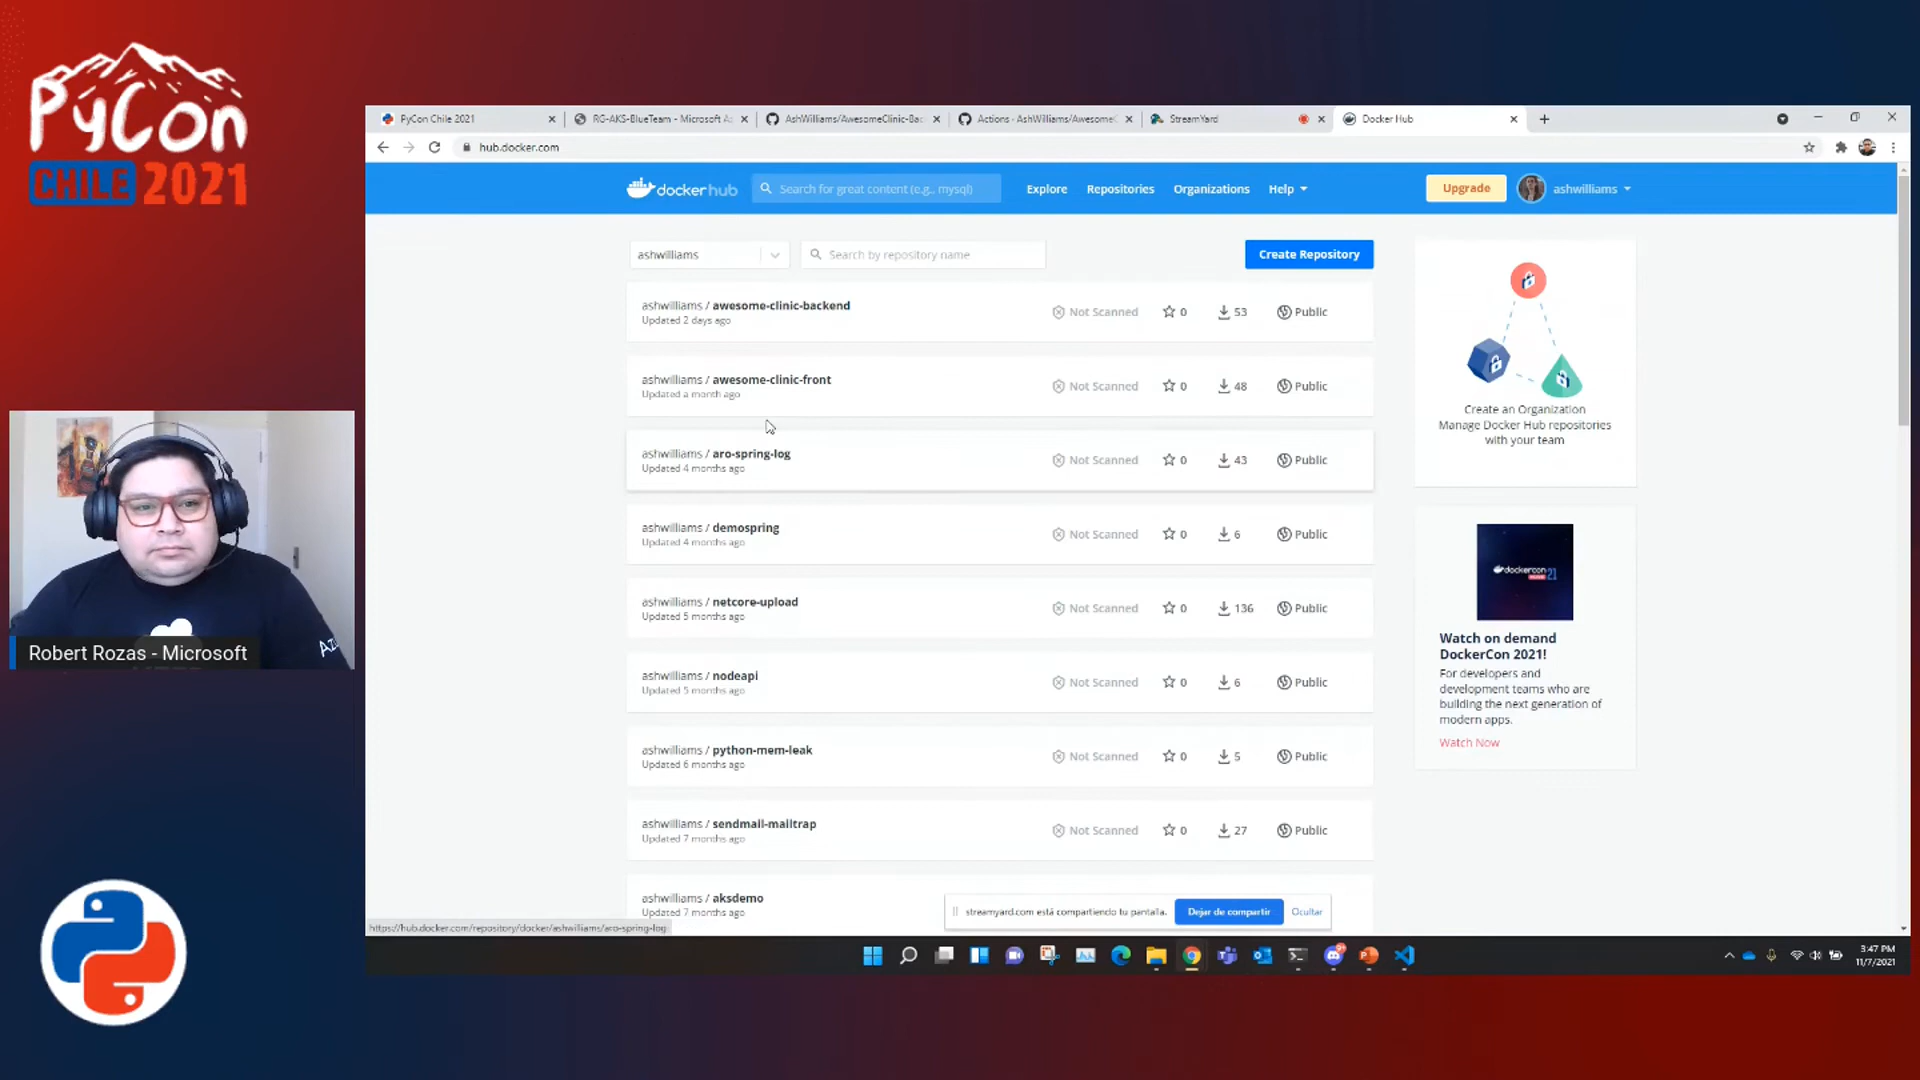 PyCon
CHILE 2021
PyCon Chile 2021
RG-AKS-BlueTeam - Microsoft Az
AshWilliams/AwesomeClinic-Bac
Actions · AshWilliams/AwesomeC
StreamYard
Docker Hub
hub.docker.com
docker hub
Search for great content (e.g., mysql)
Explore
Repositories
Organizations
Help
Upgrade
ashwilliams
ashwilliams
Search by repository name
Create Repository
ashwilliams / awesome-clinic-backend
Updated 2 days ago
Not Scanned
0
53
Public
ashwilliams / awesome-clinic-front
Updated a month ago
Not Scanned
0
48
Public
ashwilliams / aro-spring-log
Updated 4 months ago
Not Scanned
0
43
Public
ashwilliams / demospring
Updated 4 months ago
Not Scanned
0
6
Public
ashwilliams / netcore-upload
Updated 5 months ago
Not Scanned
0
136
Public
ashwilliams / nodeapi
Updated 5 months ago
Not Scanned
0
6
Public
ashwilliams / python-mem-leak
Updated 6 months ago
Not Scanned
0
5
Public
ashwilliams / sendmail-mailtrap
Updated 7 months ago
Not Scanned
0
27
Public
ashwilliams / aksdemo
Updated 7 months ago
Create an Organization
Manage Docker Hub repositories
with your team
dockercon
21
Watch on demand
DockerCon 2021!
For developers and
development teams who are
building the next generation of
modern apps.
Watch Now
streamyard.com está compartiendo tu pantalla.
Dejar de compartir
Ocultar
https://hub.docker.com/repository/docker/ashwilliams/aro-spring-log
3:47 PM
11/7/2021
Robert Rozas - Microsoft